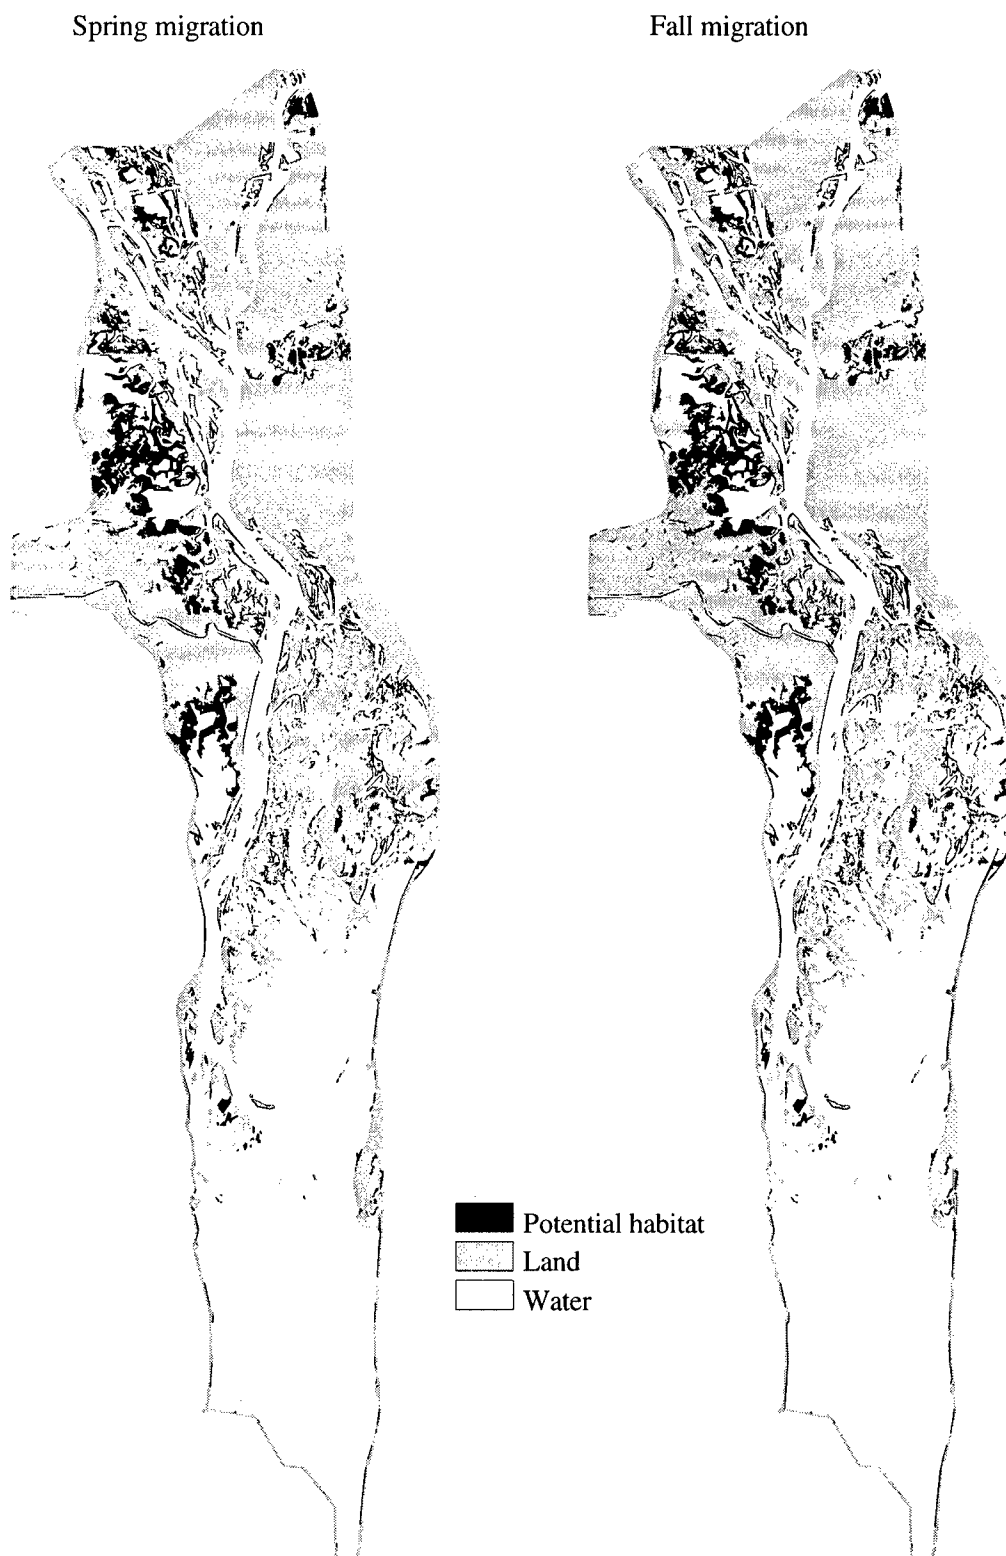 Spring migration
Fall migration
Potential habitat
Land
Water